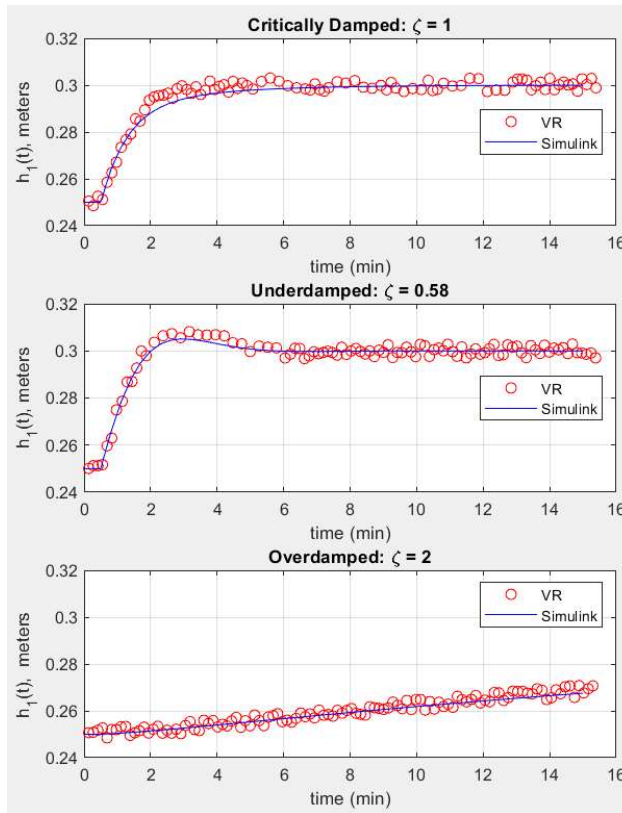 Critically Damped: ζ = 1
0.32
0.3
0.28
0.26
0.24
h_1(t), meters
VR
Simulink
0 2 4 6 8 10 12 14 16
time (min)
Underdamped: ζ = 0.58
0.32
0.3
0.28
0.26
0.24
h_1(t), meters
VR
Simulink
0 2 4 6 8 10 12 14 16
time (min)
Overdamped: ζ = 2
0.32
0.3
0.28
0.26
0.24
h_1(t), meters
VR
Simulink
0 2 4 6 8 10 12 14 16
time (min)